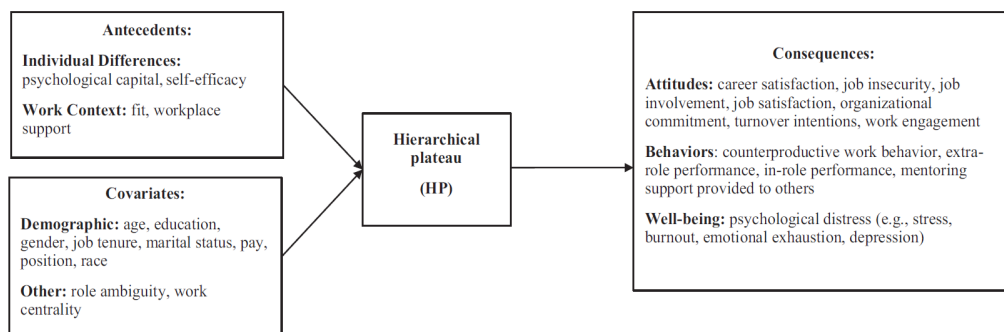 Antecedents:
Individual Differences:
psychological capital, self-efficacy
Work Context: fit, workplace
support
Covariates:
Demographic: age, education,
gender, job tenure, marital status, pay,
position, race
Other: role ambiguity, work
centrality
Hierarchical
plateau
(HP)
Consequences:
Attitudes: career satisfaction, job insecurity, job
involvement, job satisfaction, organizational
commitment, turnover intentions, work engagement
Behaviors: counterproductive work behavior, extra-
role performance, in-role performance, mentoring
support provided to others
Well-being: psychological distress (e.g., stress,
burnout, emotional exhaustion, depression)